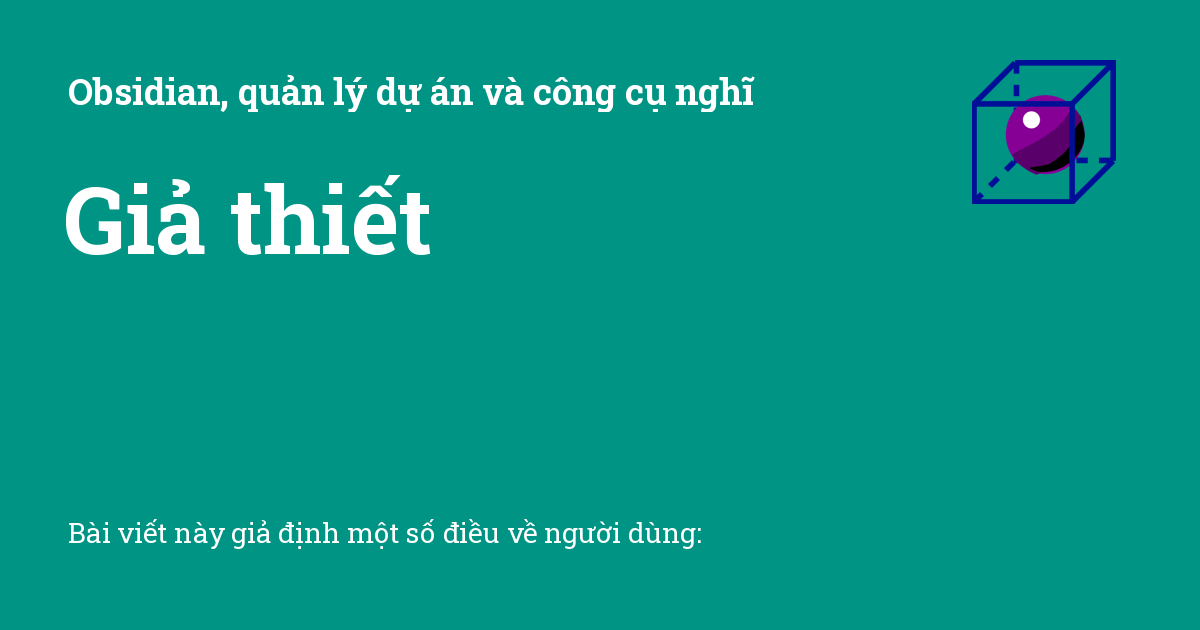 Obsidian, quản lý dự án và công cụ nghĩ
Giả thiết
Bài viết này giả định một số điều về người dùng: